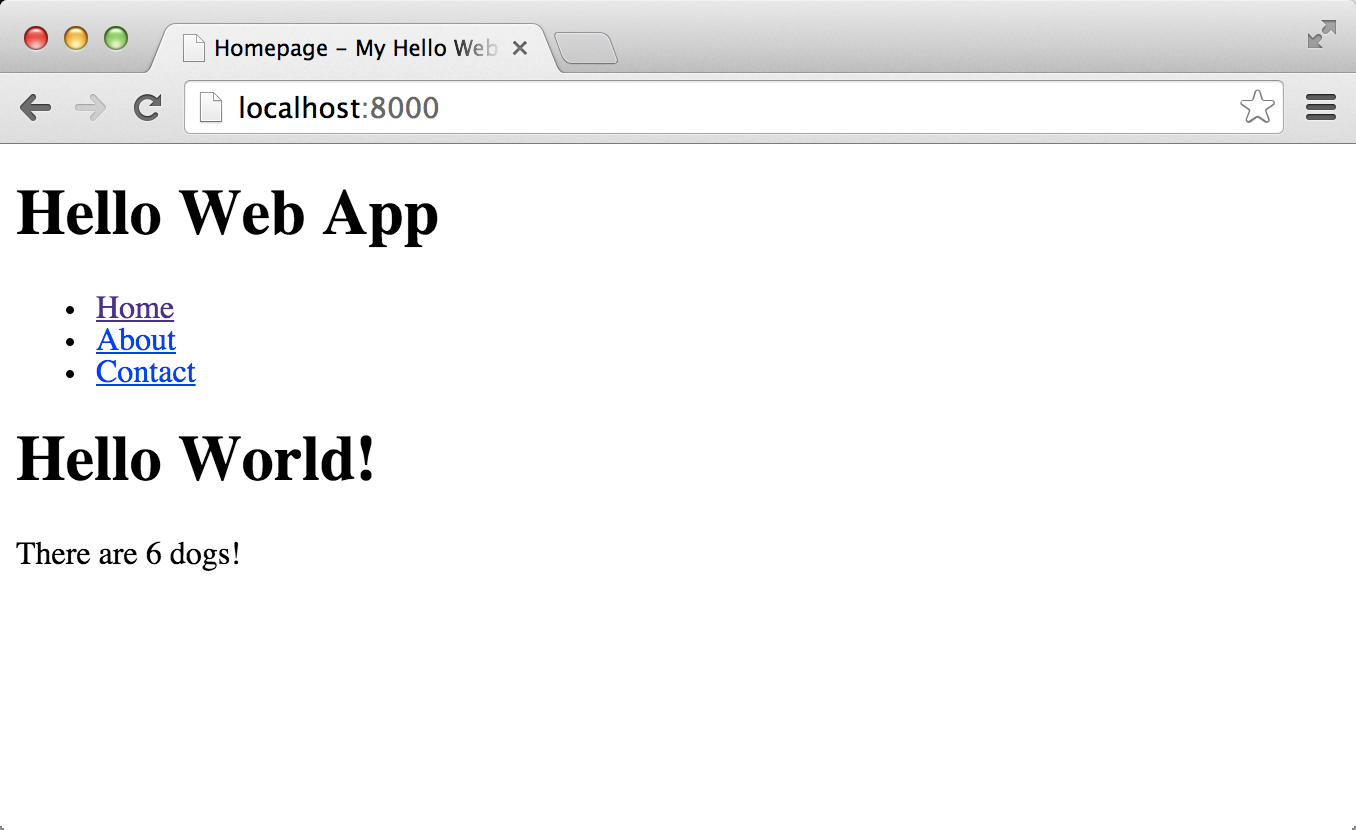 Homepage – My Hello Web
localhost:8000
Hello Web App
Home
About
Contact
Hello World!
There are 6 dogs!